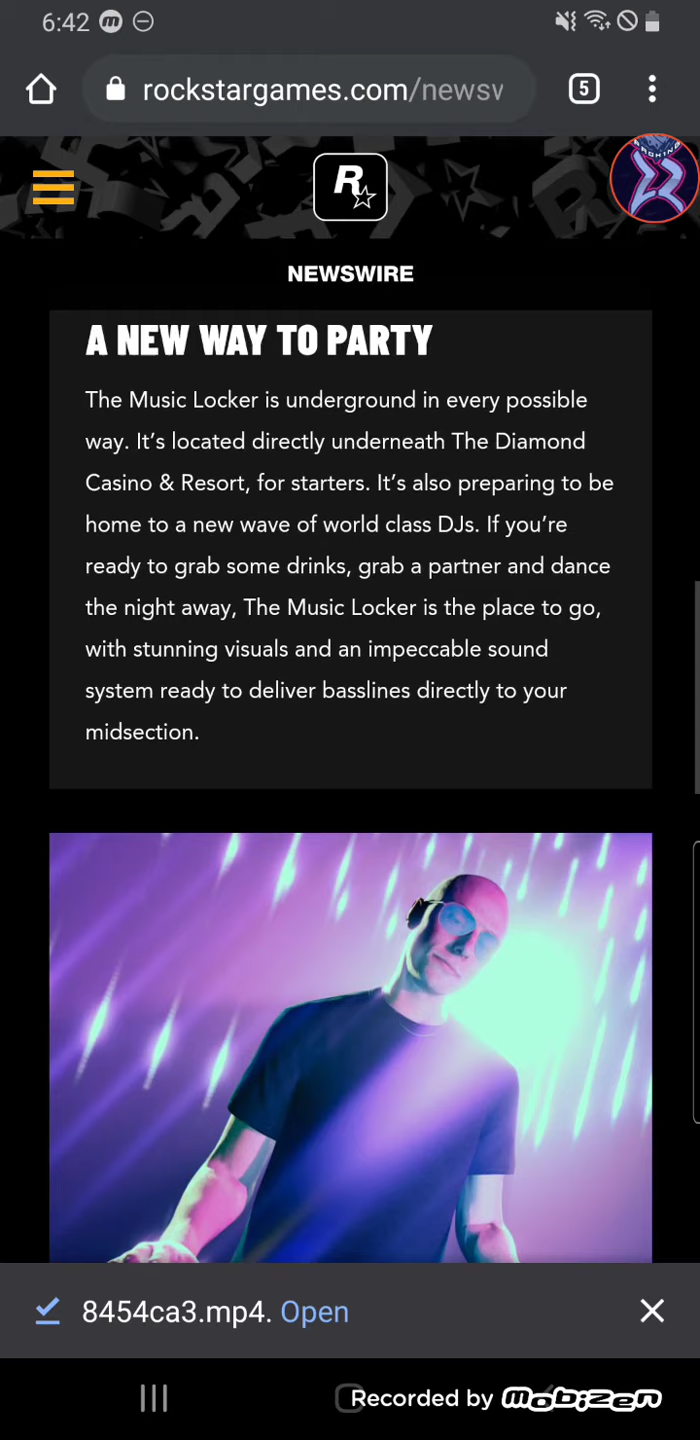 6:42
rockstargames.com/newsw
5
R
NEWSWIRE
A NEW WAY TO PARTY
The Music Locker is underground in every possible
way. It’s located directly underneath The Diamond
Casino & Resort, for starters. It’s also preparing to be
home to a new wave of world class DJs. If you’re
ready to grab some drinks, grab a partner and dance
the night away, The Music Locker is the place to go,
with stunning visuals and an impeccable sound
system ready to deliver basslines directly to your
midsection.
8454ca3.mp4. Open
Recorded by mobizen